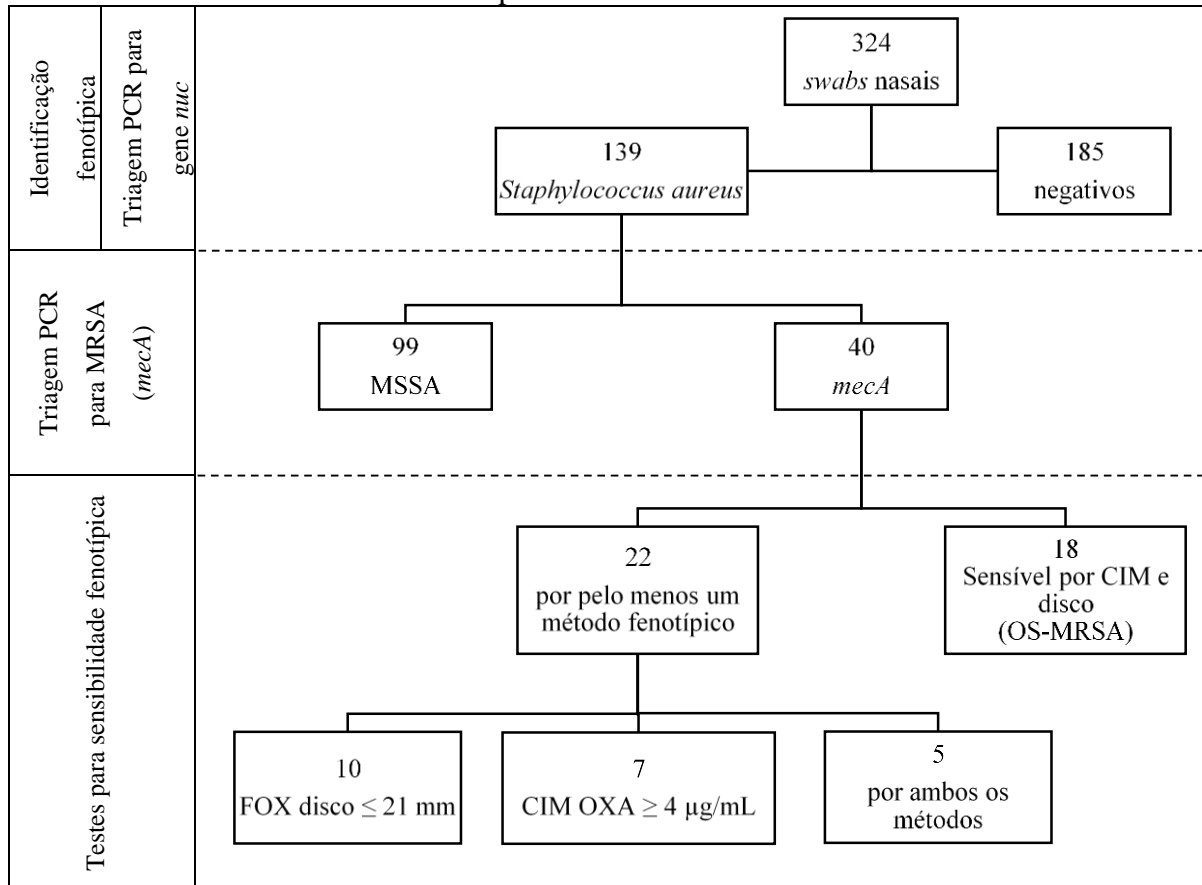 Identificação
fenotípica
Triagem PCR para
gene nuc
324
swabs nasais
139
Staphylococcus aureus
185
negativos
Triagem PCR
para MRSA
(mecA)
99
MSSA
40
mecA
Testes para sensibilidade fenotípica
22
por pelo menos um
método fenotípico
18
Sensível por CIM e
disco
(OS-MRSA)
10
FOX disco ≤ 21 mm
7
CIM OXA ≥ 4 µg/mL
5
por ambos os
métodos